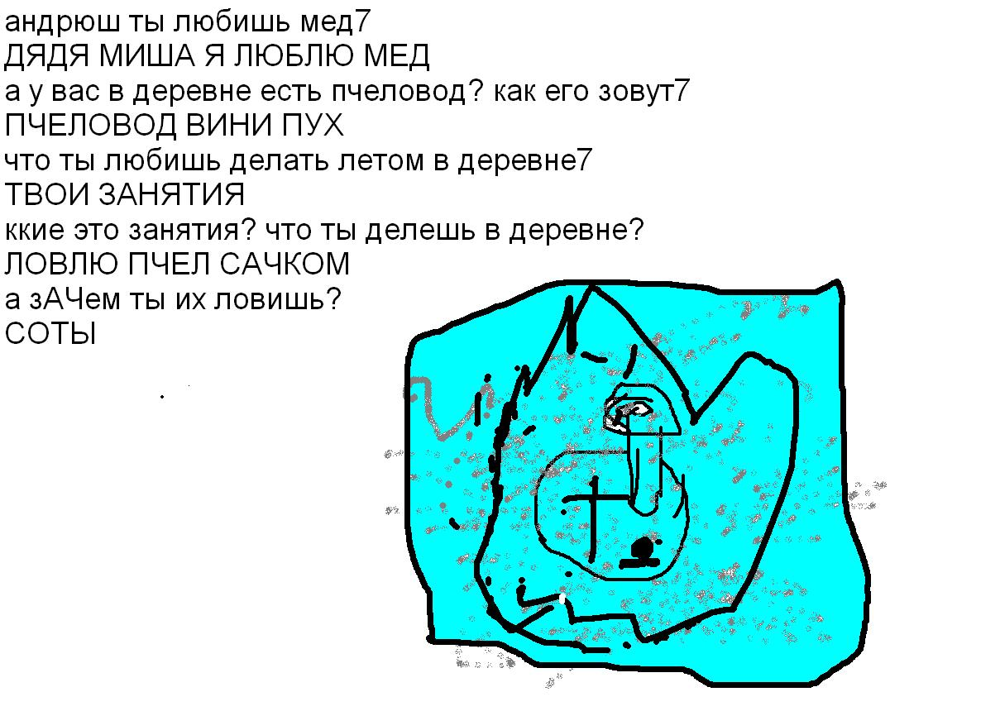 андрюш ты любишь мед7
ДЯДЯ МИША Я ЛЮБЛЮ МЕД
а у вас в деревне есть пчеловод? как его зовут7
ПЧЕЛОВОД ВИНИ ПУХ
что ты любишь делать летом в деревне7
ТВОИ ЗАНЯТИЯ
ккие это занятия? что ты делешь в деревне?
ЛОВЛЮ ПЧЕЛ САЧКОМ
а зАЧем ты их ловишь?
СОТЫ